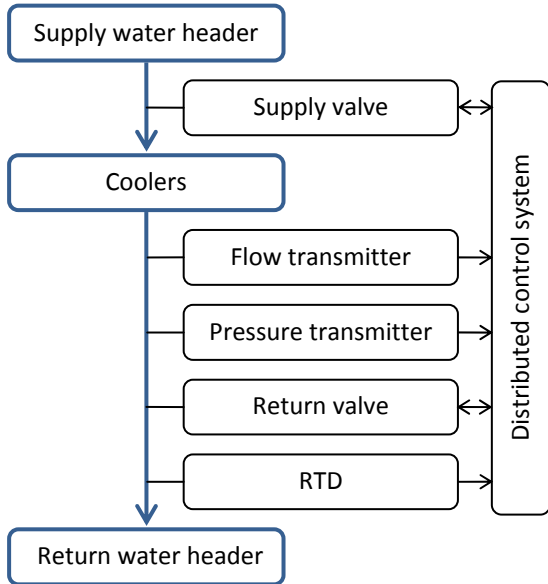 Supply water header
Supply valve
Coolers
Flow transmitter
Pressure transmitter
Return valve
RTD
Return water header
Distributed control system